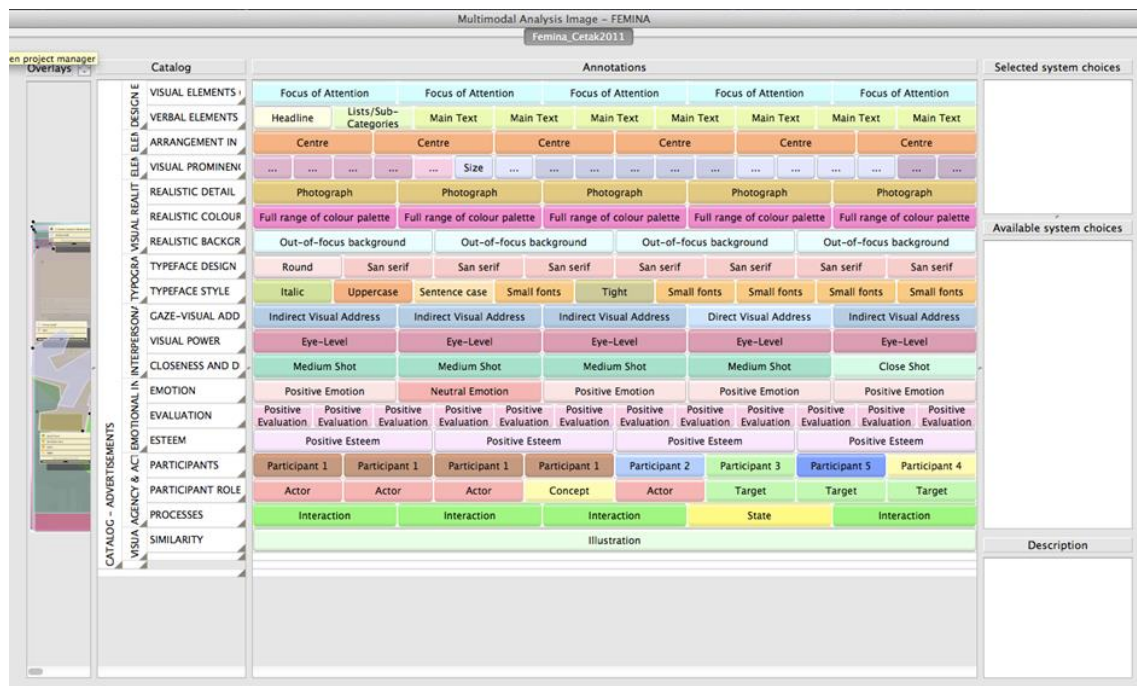 Multimodal Analysis Image – FEMINA
Femina_Cetak2011
en project manager
Overlays
Catalog
Annotations
Selected system choices
Available system choices
Description
CATALOG – ADVERTISEMENTS
DESIGN E
ELEM
ELEM
VISUAL REALIT
TYPOGRA
INTERPERSONA
EMOTIONAL IN
AGENCY & ACT
VISUA
VISUAL ELEMENTS Focus of Attention Focus of Attention Focus of Attention Focus of Attention Focus of Attention
VERBAL ELEMENTS Headline Lists/Sub-Categories Main Text Main Text Main Text Main Text Main Text Main Text Main Text
ARRANGEMENT IN Centre Centre Centre Centre Centre Centre
VISUAL PROMINEN ... ... ... ... ... Size ... ... ... ... ... ... ... ... ... ... ... ...
REALISTIC DETAIL Photograph Photograph Photograph Photograph Photograph
REALISTIC COLOUR Full range of colour palette Full range of colour palette Full range of colour palette Full range of colour palette Full range of colour palette
REALISTIC BACKGR Out-of-focus background Out-of-focus background Out-of-focus background Out-of-focus background
TYPEFACE DESIGN Round San serif San serif San serif San serif San serif San serif San serif
TYPEFACE STYLE Italic Uppercase Sentence case Small fonts Tight Small fonts Small fonts Small fonts Small fonts
GAZE-VISUAL ADD Indirect Visual Address Indirect Visual Address Indirect Visual Address Direct Visual Address Indirect Visual Address
VISUAL POWER Eye-Level Eye-Level Eye-Level Eye-Level Eye-Level
CLOSENESS AND D Medium Shot Medium Shot Medium Shot Medium Shot Close Shot
EMOTION Positive Emotion Neutral Emotion Positive Emotion Positive Emotion Positive Emotion
EVALUATION Positive Evaluation Positive Evaluation Positive Evaluation Positive Evaluation Positive Evaluation Positive Evaluation Positive Evaluation Positive Evaluation Positive Evaluation Positive Evaluation Positive Evaluation Positive Evaluation
ESTEEM Positive Esteem Positive Esteem Positive Esteem Positive Esteem
PARTICIPANTS Participant 1 Participant 1 Participant 1 Participant 1 Participant 2 Participant 3 Participant 5 Participant 4
PARTICIPANT ROLE Actor Actor Actor Concept Actor Target Target Target
PROCESSES Interaction Interaction Interaction State Interaction
SIMILARITY Illustration